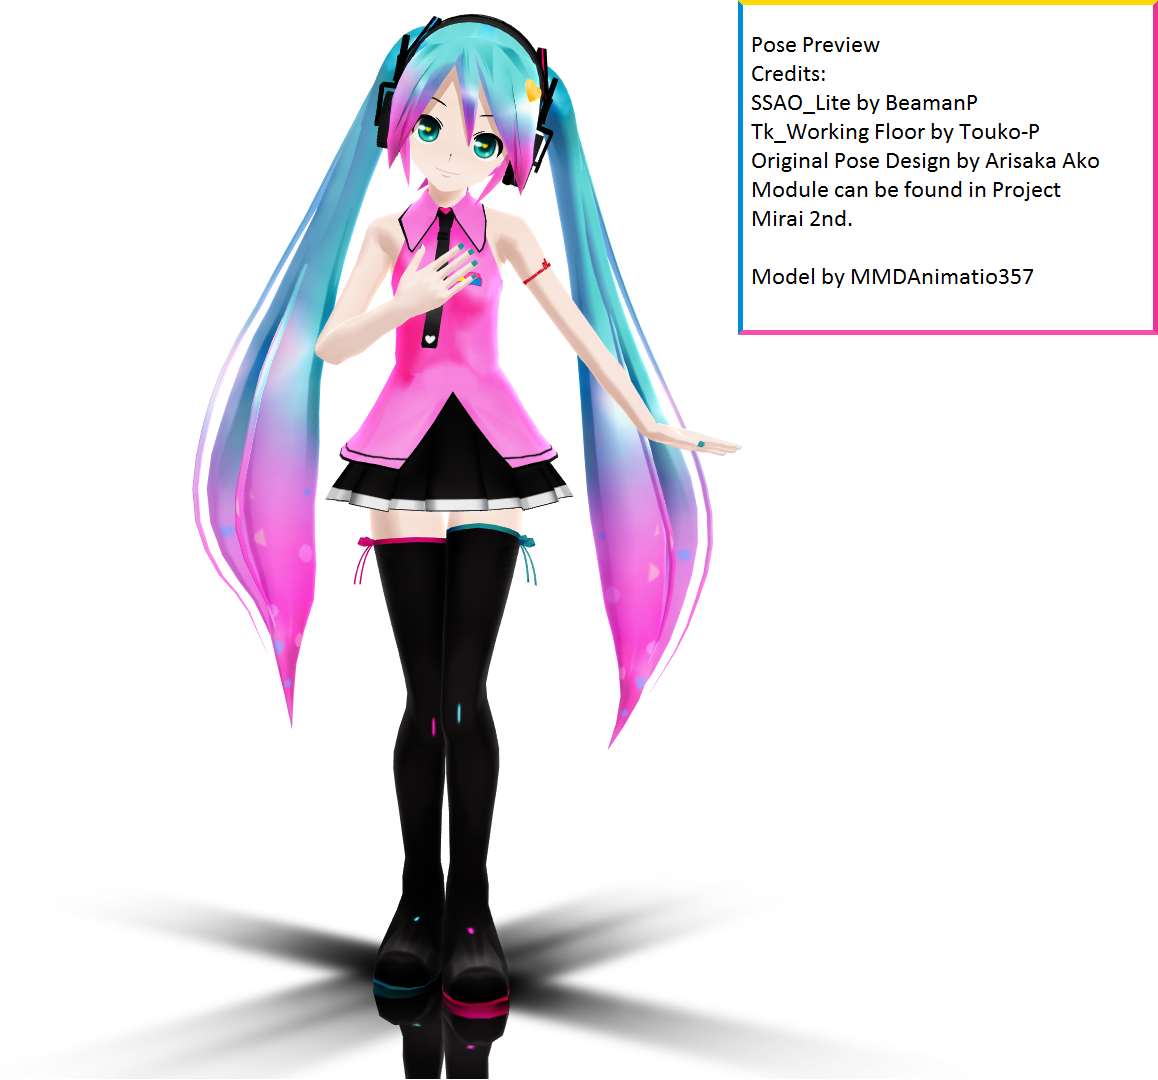 Pose Preview
Credits:
SSAO_Lite by BeamanP
Tk_Working Floor by Touko-P
Original Pose Design by Arisaka Ako
Module can be found in Project
Mirai 2nd.
Model by MMDAnimatio357